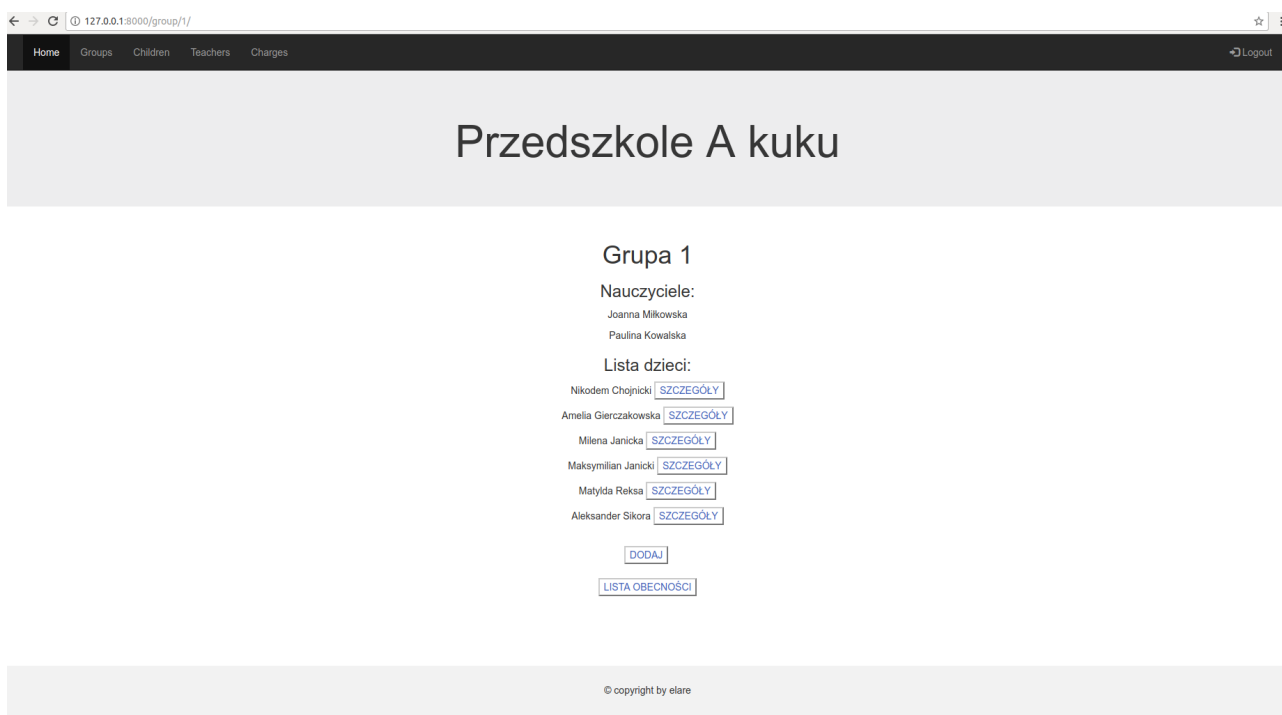 127.0.0.1:8000/group/1/
Home Groups Children Teachers Charges Logout
Przedszkole A kuku
Grupa 1
Nauczyciele:
Joanna Miłkowska
Paulina Kowalska
Lista dzieci:
Nikodem Chojnicki SZCZEGÓŁY
Amelia Gierczakowska SZCZEGÓŁY
Milena Janicka SZCZEGÓŁY
Maksymilian Janicki SZCZEGÓŁY
Matylda Reksa SZCZEGÓŁY
Aleksander Sikora SZCZEGÓŁY
DODAJ
LISTA OBECNOŚCI
© copyright by elare